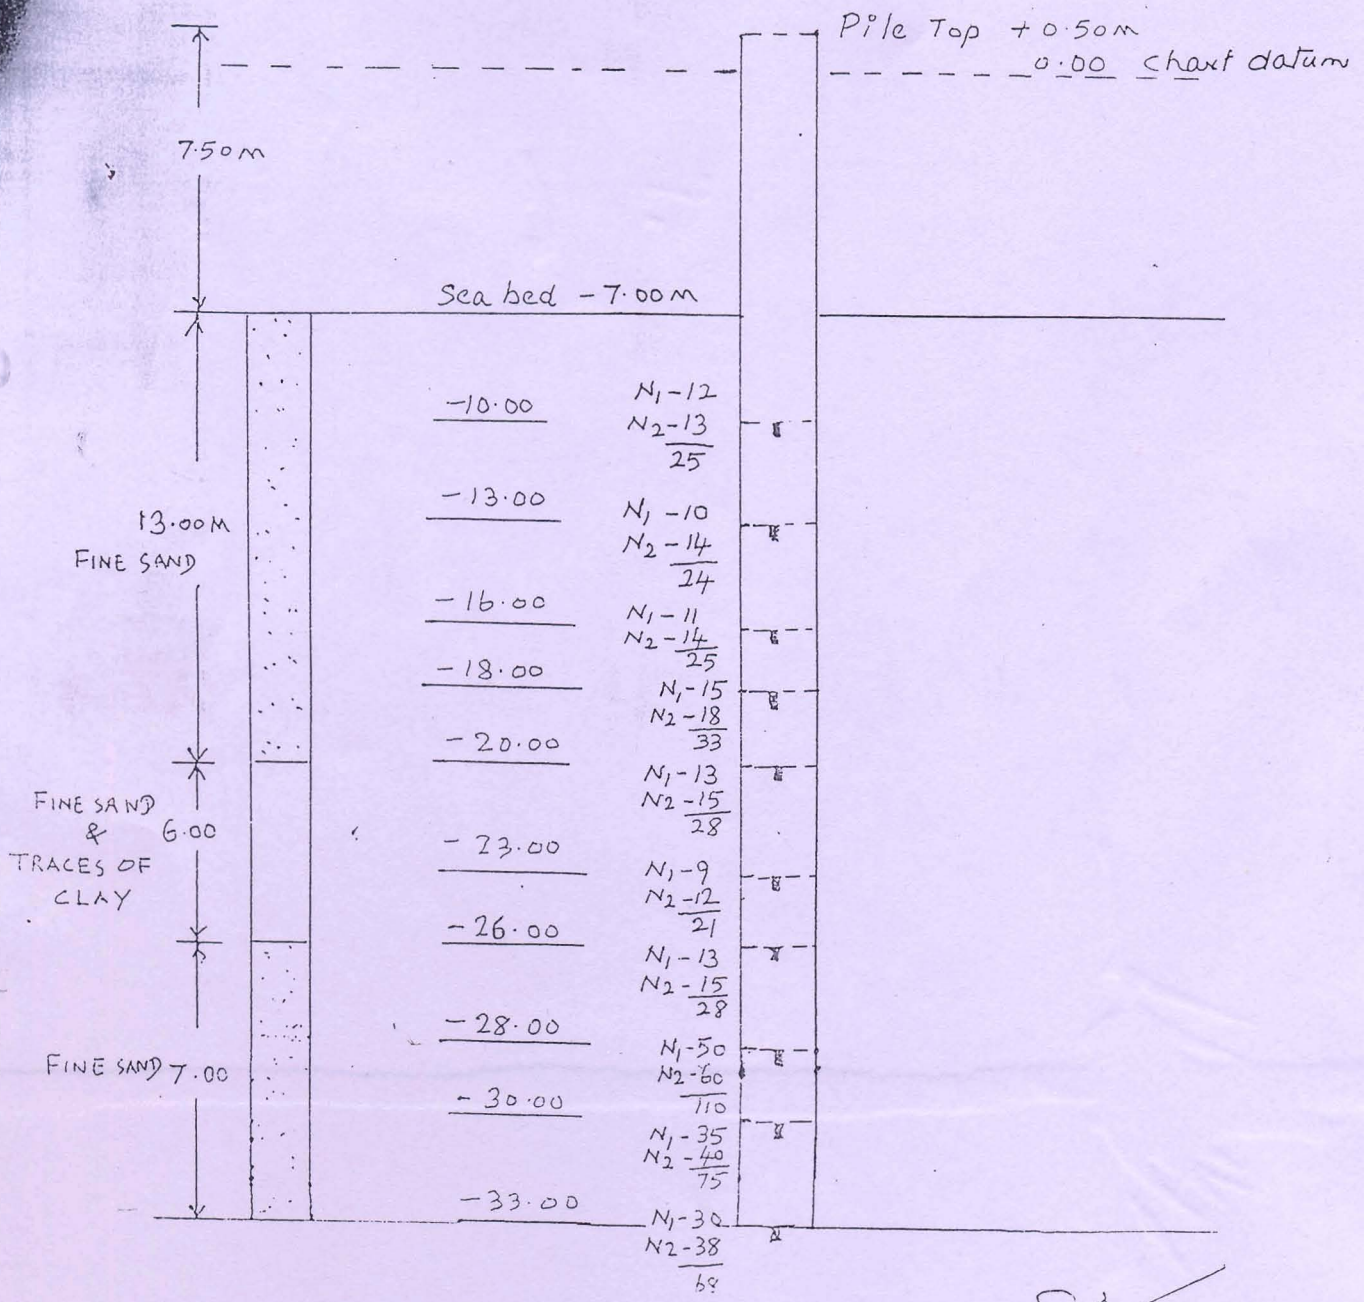 Pile Top +0.50m
0.00 chart datum
7.50m
Sea bed -7.00m
-10.00
N1-12
N2-13
25
13.00M
FINE SAND
-13.00
N1-10
N2-14
24
-16.00
N1-11
N2-14
25
-18.00
N1-15
N2-18
33
-20.00
N1-13
N2-15
28
FINE SAND
& 6.00
TRACES OF
CLAY
-23.00
N1-9
N2-12
21
-26.00
N1-13
N2-15
28
FINE SAND 7.00
-28.00
N1-50
N2-60
110
-30.00
N1-35
N2-40
75
-33.00
N1-30
N2-38
68